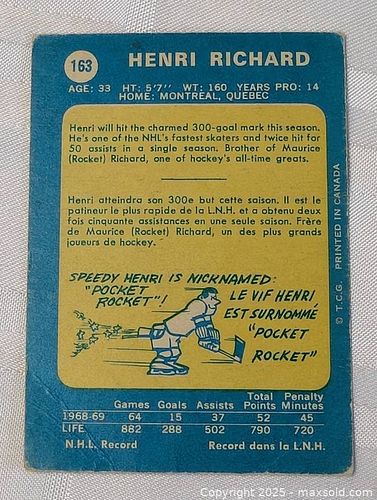 163
HENRI RICHARD
AGE: 33 HT: 5'7" WT: 160 YEARS PRO: 14
HOME: MONTREAL, QUEBEC
Henri will hit the charmed 300-goal mark this season.
He's one of the NHL's fastest skaters and twice hit for
50 assists in a single season. Brother of Maurice
(Rocket) Richard, one of hockey's all-time greats.
Henri atteindra son 300e but cette saison. Il est le
patineur le plus rapide de la L.N.H. et a obtenu deux
fois cinquante assistances en une seule saison. Frère
de Maurice (Rocket) Richard, un des plus grands
joueurs de hockey.
SPEEDY HENRI IS NICKNAMED:
"POCKET
ROCKET"!
LE VIF HENRI,
EST SURNOMMÉ
"POCKET
ROCKET"
© T.C.G. PRINTED IN CANADA
Games Goals Assists Total Points Penalty Minutes
1968-69 64 15 37 52 45
LIFE 882 288 502 790 720
N.H.L. Record Record dans la L.N.H.
Copyright 2025 - maxsold.com